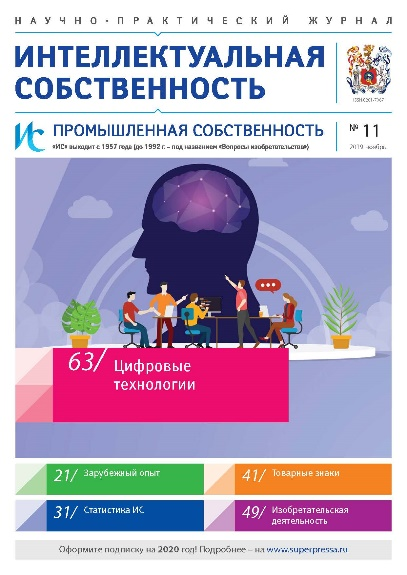 НАУЧНО-ПРАКТИЧЕСКИЙ ЖУРНАЛ
ИНТЕЛЛЕКТУАЛЬНАЯ
СОБСТВЕННОСТЬ
ИС ПРОМЫШЛЕННАЯ СОБСТВЕННОСТЬ
№ 11
«ИС» выходит с 1957 года (до 1992 г. – под названием «Вопросы изобретательства»)
2019 ноябрь
63/ Цифровые
технологии
21/ Зарубежный опыт
41/ Товарные знаки
31/ Статистика ИС
49/ Изобретательская
деятельность
Оформите подписку на 2020 год! Подробнее – на www.superpressa.ru